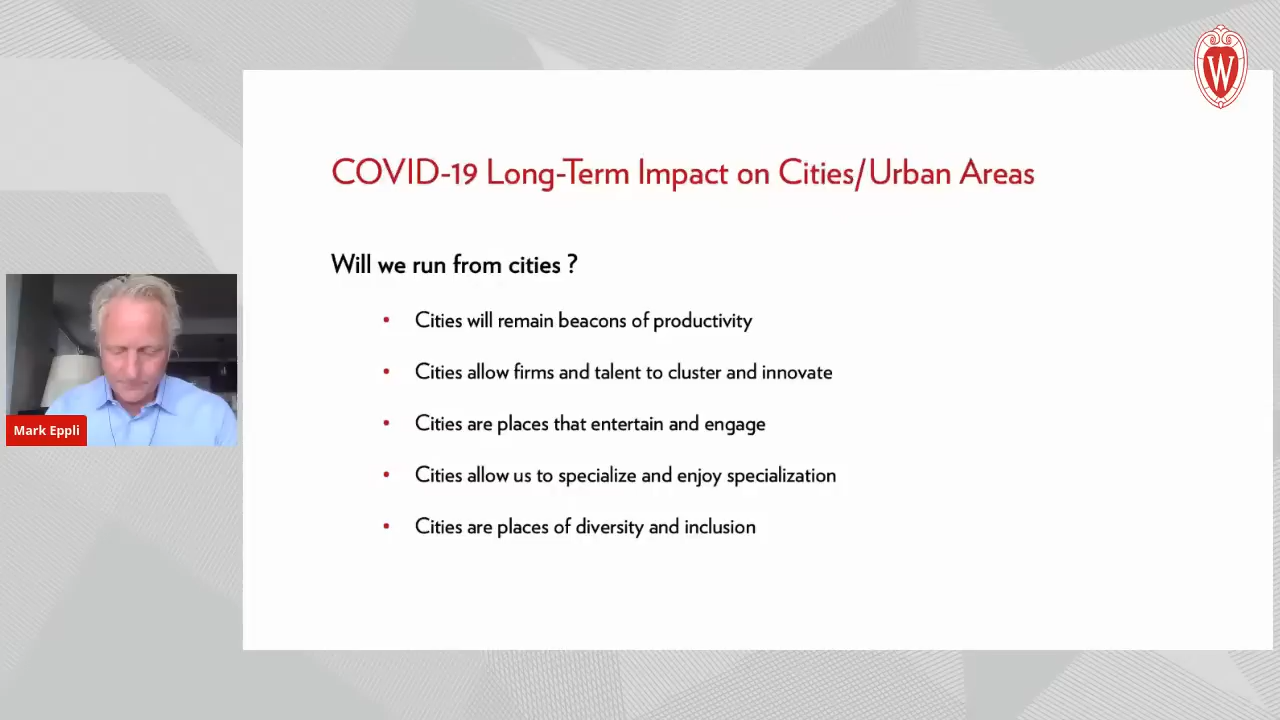 W
COVID-19 Long-Term Impact on Cities/Urban Areas
Will we run from cities ?
• Cities will remain beacons of productivity
• Cities allow firms and talent to cluster and innovate
• Cities are places that entertain and engage
• Cities allow us to specialize and enjoy specialization
• Cities are places of diversity and inclusion
Mark Eppli